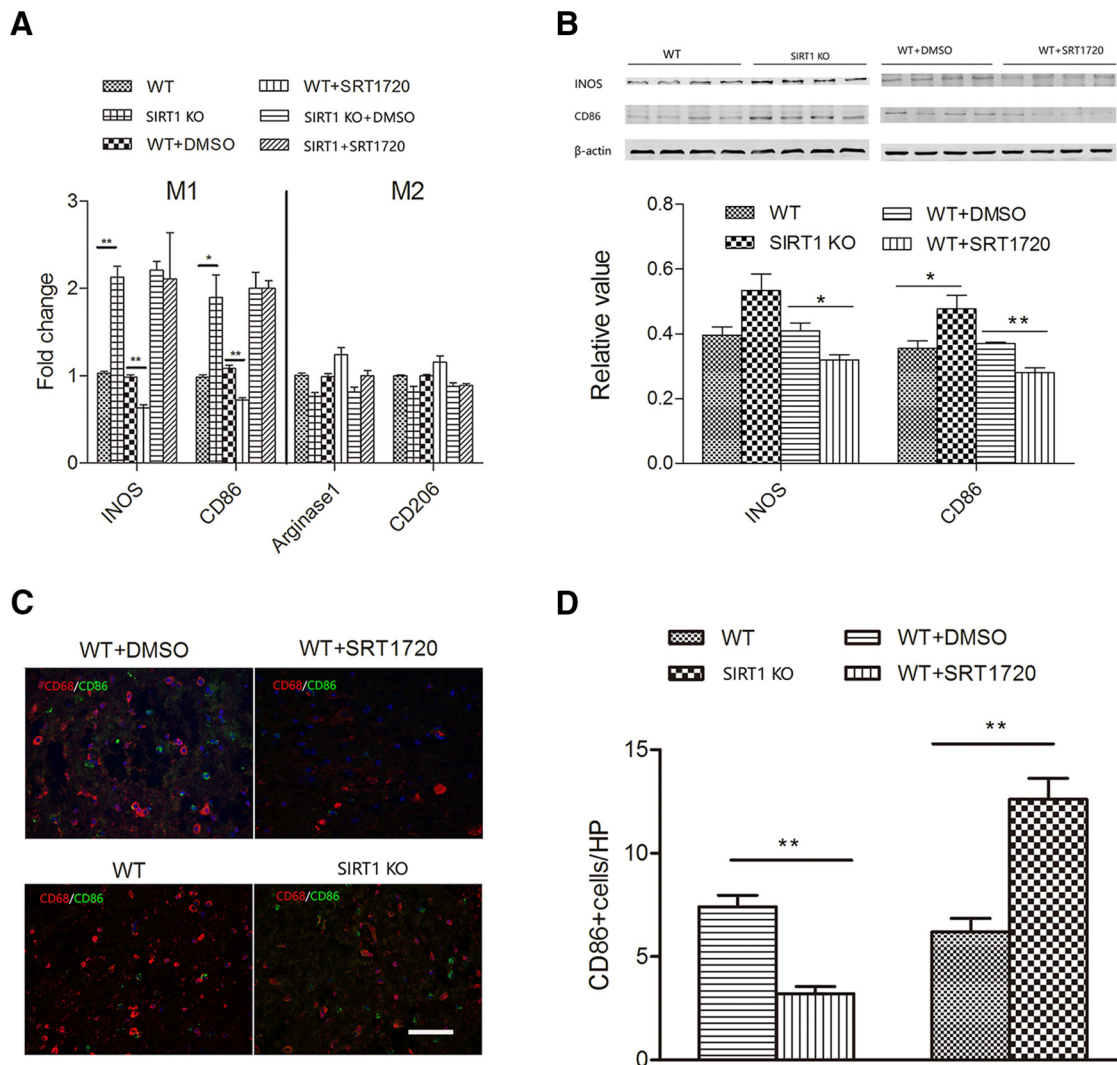 A
WT
SIRT1 KO
WT+DMSO
WT+SRT1720
SIRT1 KO+DMSO
SIRT1+SRT1720
M1
M2
Fold change
3
2
1
0
**
**
*
**
INOS
CD86
Arginase1
CD206
B
WT
SIRT1 KO
WT+DMSO
WT+SRT1720
INOS
CD86
β-actin
WT
SIRT1 KO
WT+DMSO
WT+SRT1720
Relative value
0.8
0.6
0.4
0.2
0.0
*
*
**
INOS
CD86
C
WT+DMSO
WT+SRT1720
CD68/CD86
CD68/CD86
WT
SIRT1 KO
CD68/CD86
CD68/CD86
D
WT
SIRT1 KO
WT+DMSO
WT+SRT1720
CD86+cells/HP
15
10
5
0
**
**